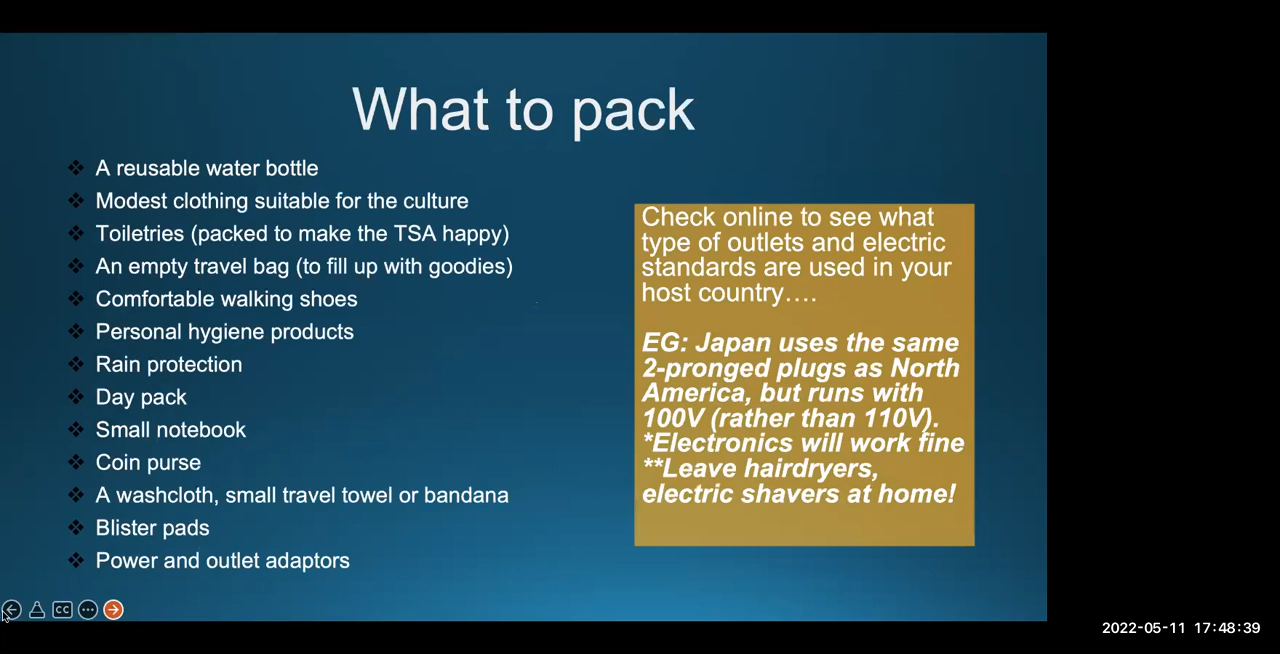 What to pack
A reusable water bottle
Modest clothing suitable for the culture
Toiletries (packed to make the TSA happy)
An empty travel bag (to fill up with goodies)
Comfortable walking shoes
Personal hygiene products
Rain protection
Day pack
Small notebook
Coin purse
A washcloth, small travel towel or bandana
Blister pads
Power and outlet adaptors
Check online to see what
type of outlets and electric
standards are used in your
host country….
EG: Japan uses the same
2-pronged plugs as North
America, but runs with
100V (rather than 110V).
*Electronics will work fine
**Leave hairdryers,
electric shavers at home!
CC
2022-05-11 17:48:39